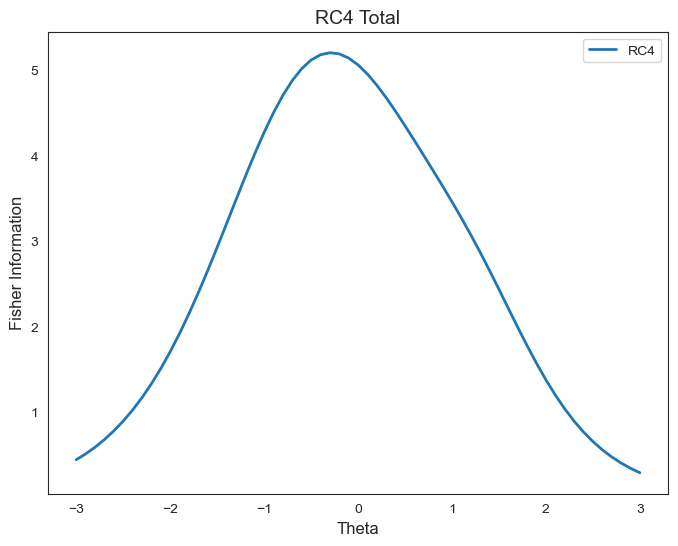 RC4 Total
RC4
Fisher Information
5
4
3
2
1
−3 −2 −1 0 1 2 3
Theta